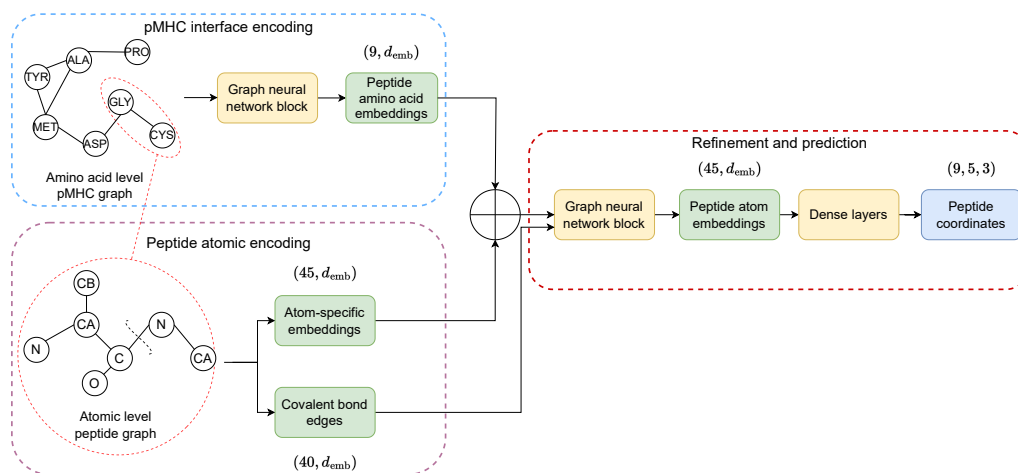 pMHC interface encoding
PRO
ALA
TYR
GLY
MET
CYS
ASP
Amino acid level
pMHC graph
Graph neural
network block
(9, d_emb)
Peptide
amino acid
embeddings
Peptide atomic encoding
CB
CA
N
N
C
CA
O
Atomic level
peptide graph
(45, d_emb)
Atom-specific
embeddings
Covalent bond
edges
(40, d_emb)
Refinement and prediction
Graph neural
network block
(45, d_emb)
Peptide atom
embeddings
Dense layers
(9, 5, 3)
Peptide
coordinates